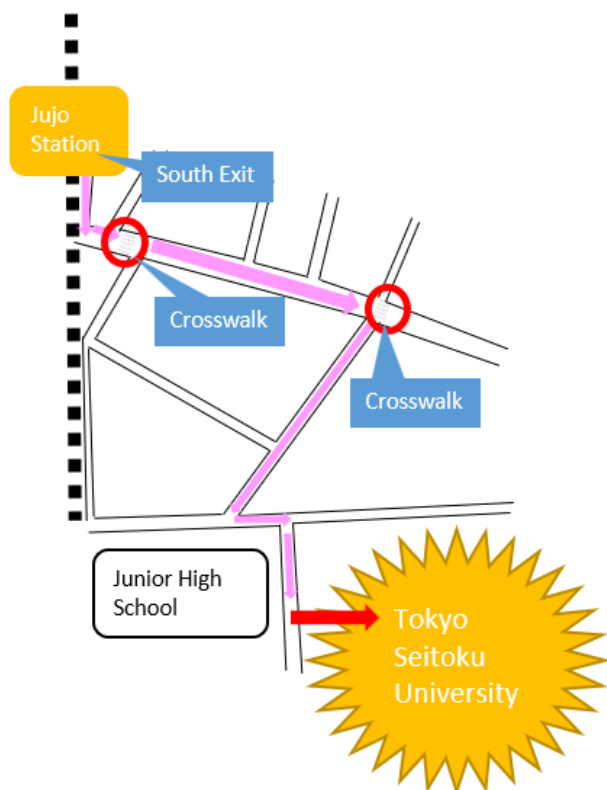 Jujo
Station
South Exit
Crosswalk
Crosswalk
Junior High
School
Tokyo
Seitoku
University